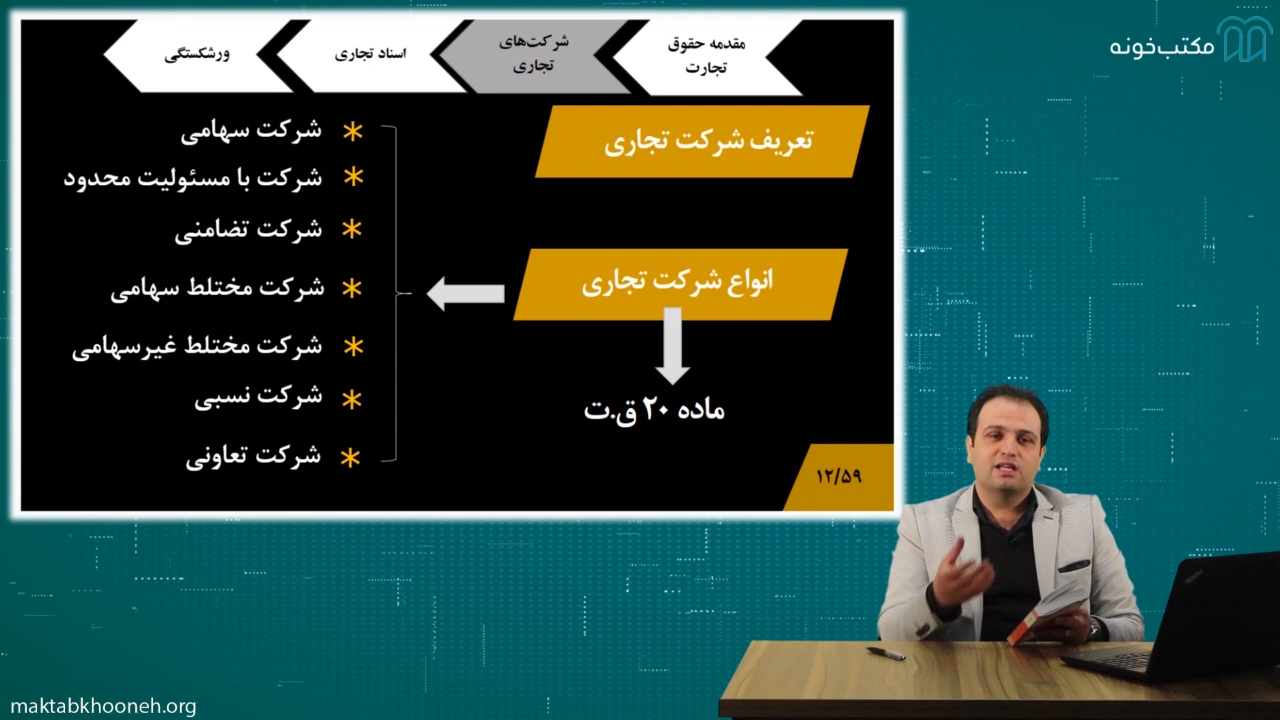 مکتب‌خونه
مقدمه حقوق
تجارت
شرکت‌های
تجاری
اسناد تجاری
ورشکستگی
تعریف شرکت تجاری
انواع شرکت تجاری
ماده ۲۰ ق.ت
شرکت سهامی
شرکت با مسئولیت محدود
شرکت تضامنی
شرکت مختلط سهامی
شرکت مختلط غیرسهامی
شرکت نسبی
شرکت تعاونی
۱۲/۵۹
maktabkhooneh.org